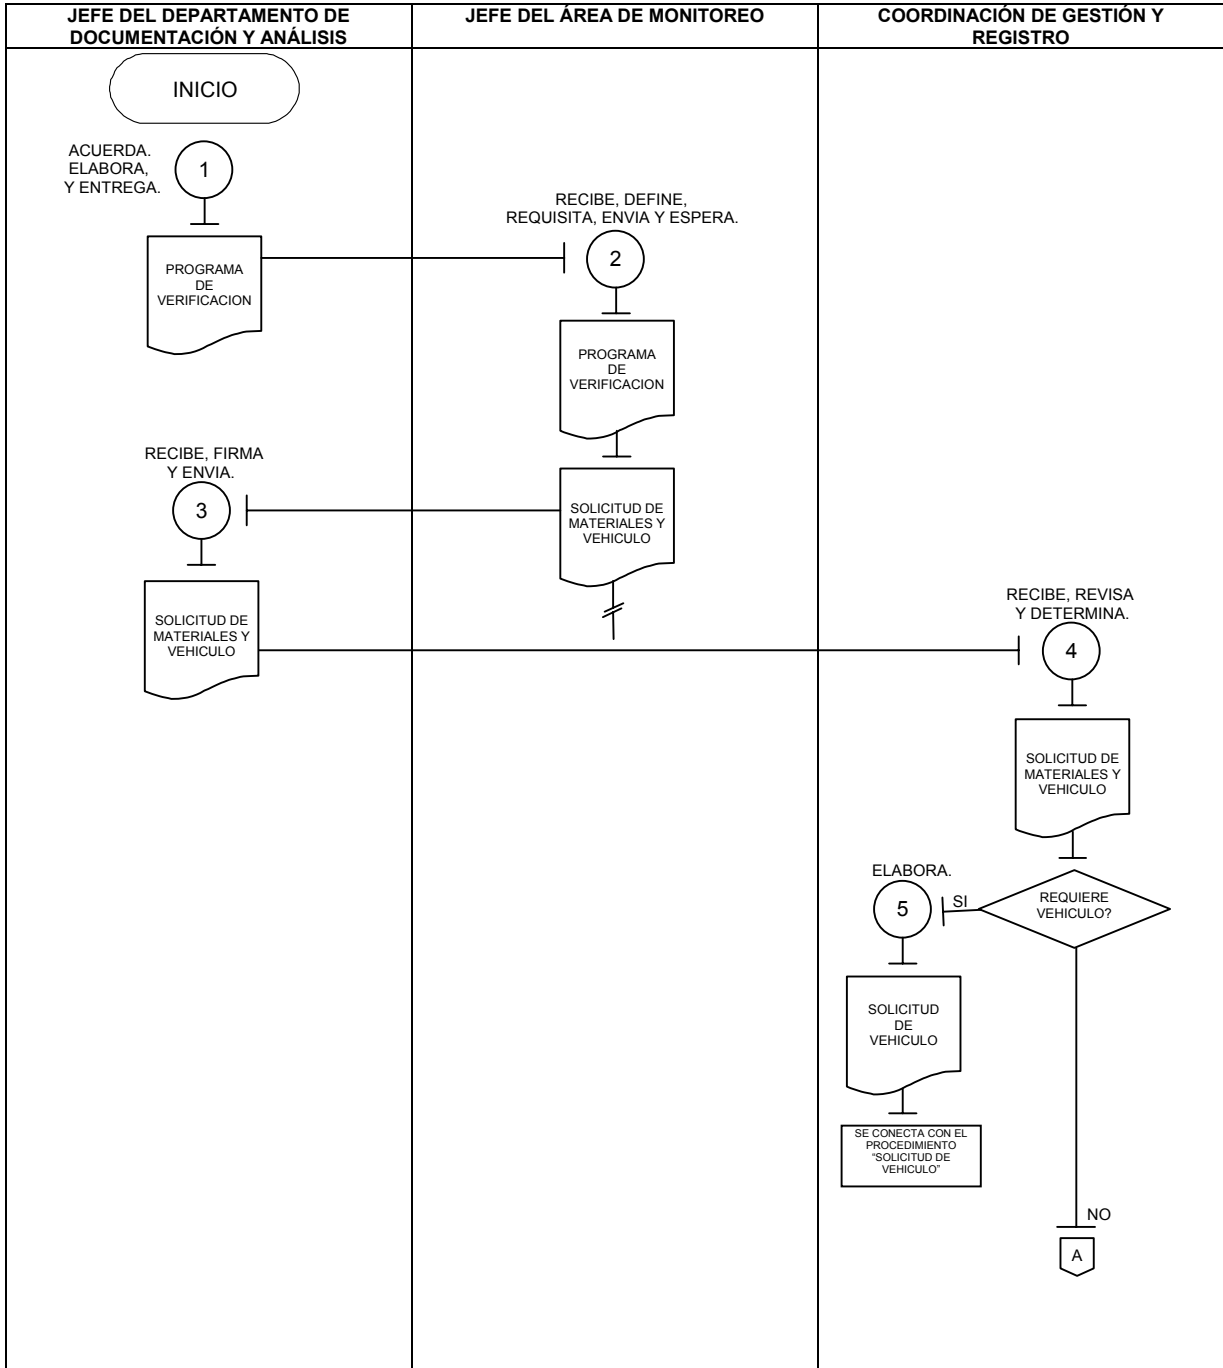 JEFE DEL DEPARTAMENTO DE
DOCUMENTACIÓN Y ANÁLISIS
JEFE DEL ÁREA DE MONITOREO
COORDINACIÓN DE GESTIÓN Y
REGISTRO
INICIO
ACUERDA.
ELABORA,
Y ENTREGA.
1
PROGRAMA
DE
VERIFICACION
RECIBE, DEFINE,
REQUISITA, ENVIA Y ESPERA.
2
PROGRAMA
DE
VERIFICACION
SOLICITUD DE
MATERIALES Y
VEHICULO
RECIBE, FIRMA
Y ENVIA.
3
SOLICITUD DE
MATERIALES Y
VEHICULO
RECIBE, REVISA
Y DETERMINA.
4
SOLICITUD DE
MATERIALES Y
VEHICULO
REQUIERE
VEHICULO?
SI
ELABORA.
5
SOLICITUD
DE
VEHICULO
SE CONECTA CON EL
PROCEDIMIENTO
“SOLICITUD DE
VEHICULO”
NO
A